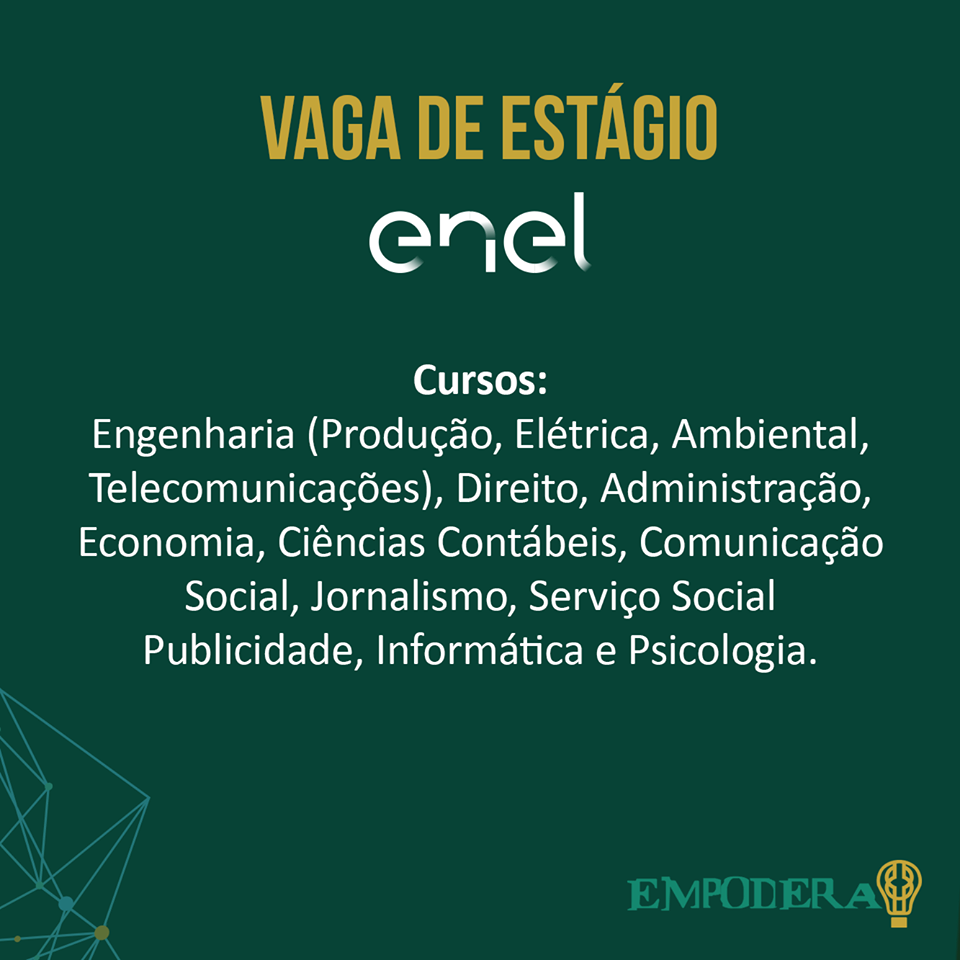 VAGA DE ESTÁGIO
enel
Cursos:
Engenharia (Produção, Elétrica, Ambiental,
Telecomunicações), Direito, Administração,
Economia, Ciências Contábeis, Comunicação
Social, Jornalismo, Serviço Social
Publicidade, Informática e Psicologia.
EMPODERA